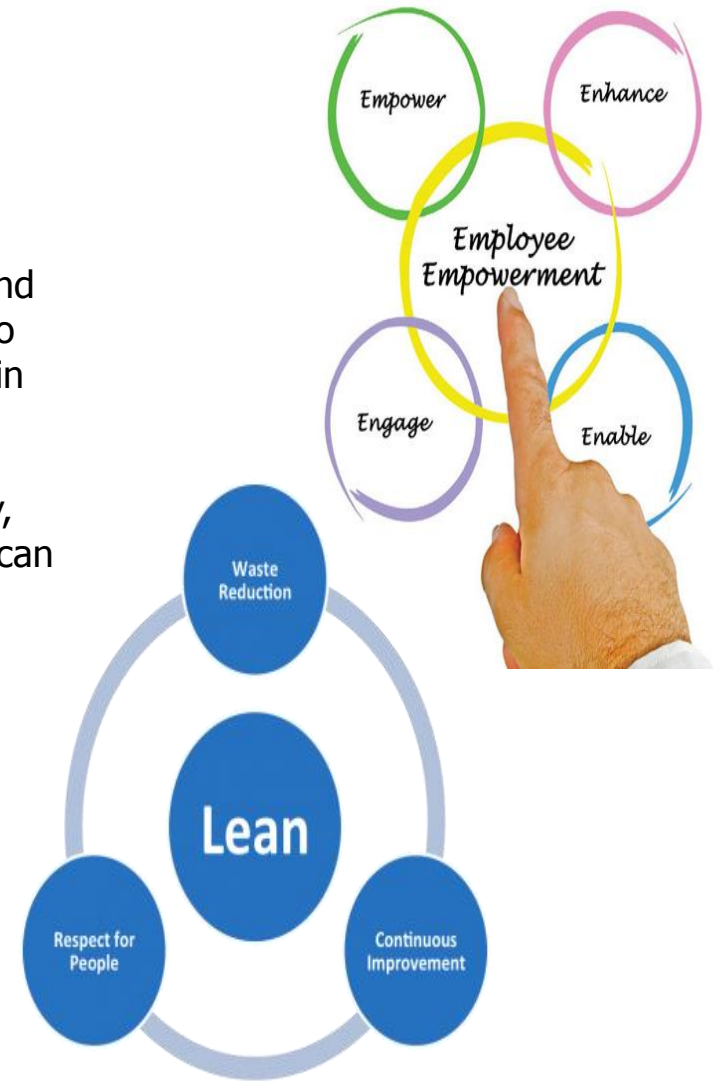 Empower
Enhance
Employee
Empowerment
Engage
Enable
nd
o
in
,
can
Waste
Reduction
Lean
Respect for
People
Continuous
Improvement